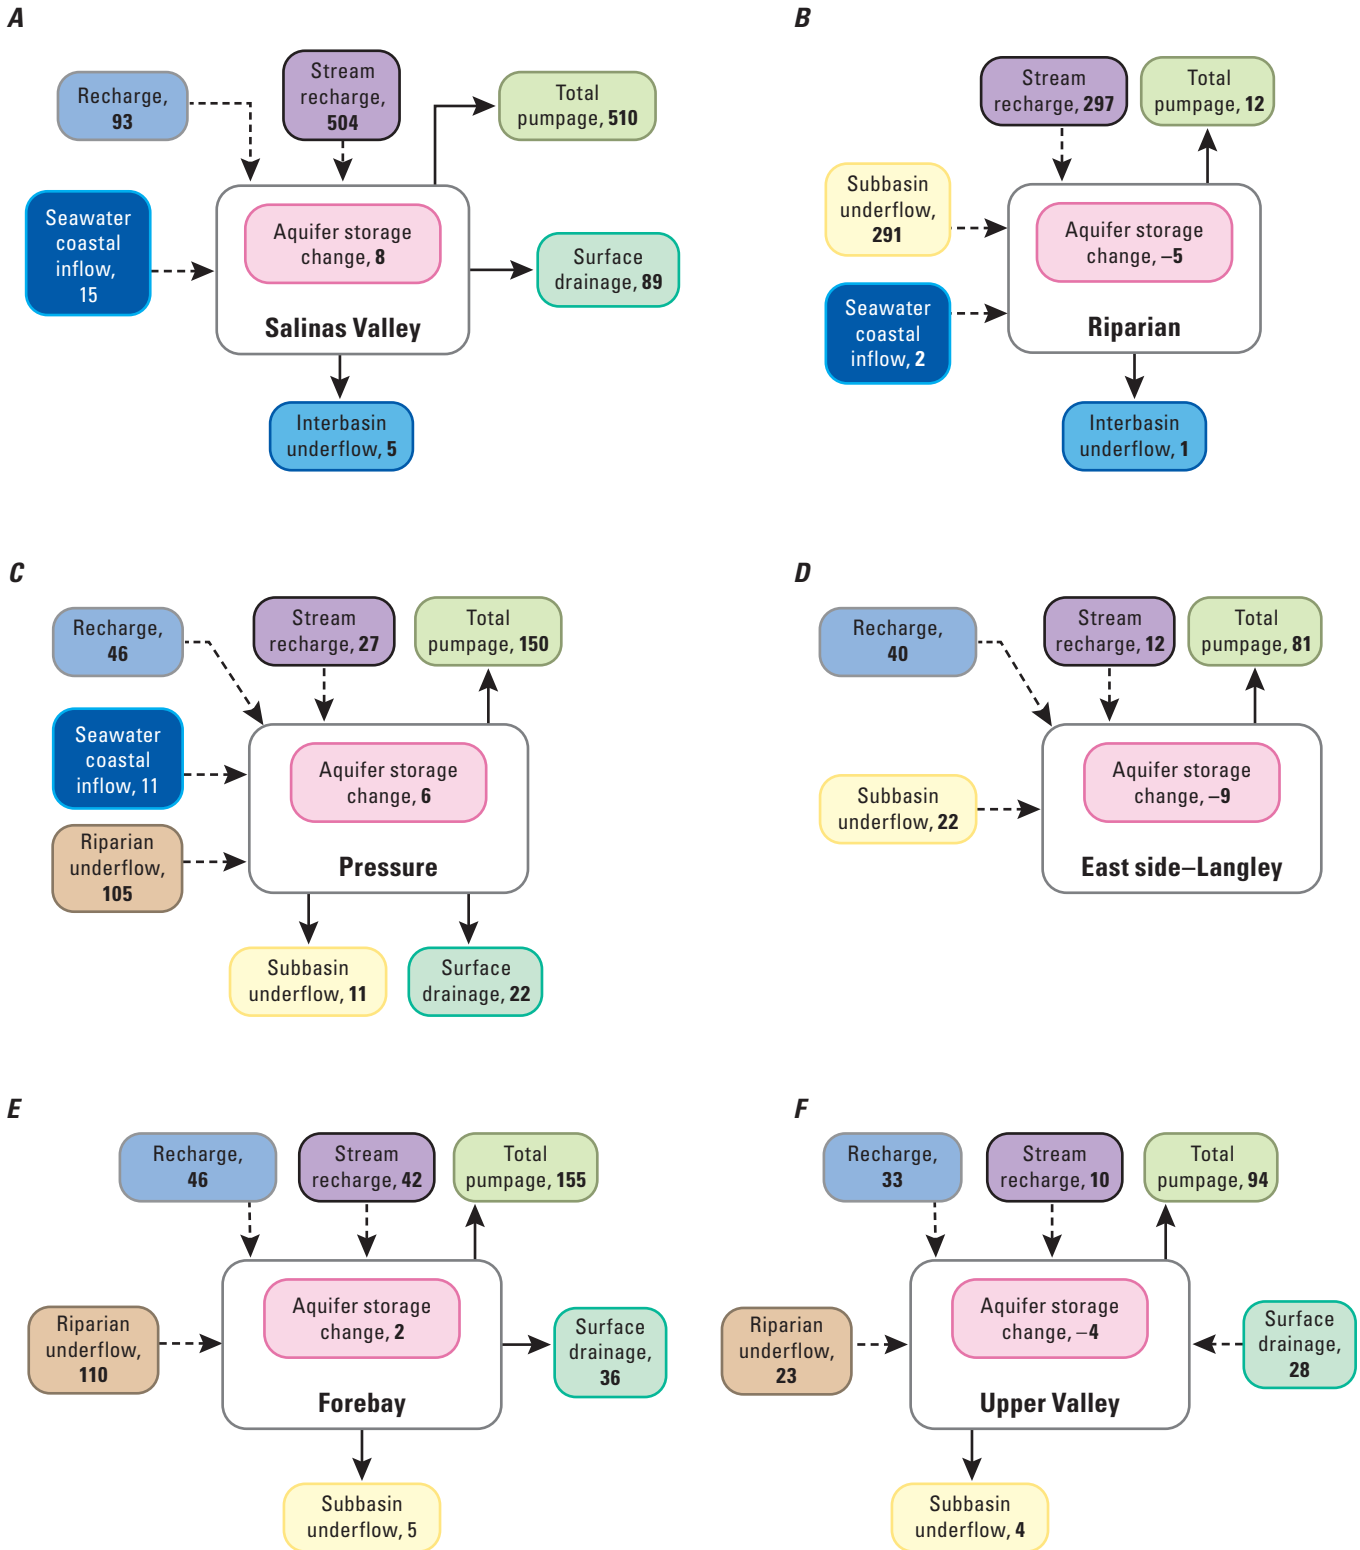 A
Recharge,
93
Stream
recharge,
504
Total
pumpage, 510
Seawater
coastal
inflow,
15
Aquifer storage
change, 8
Surface
drainage, 89
Salinas Valley
Interbasin
underflow, 5
B
Stream
recharge, 297
Total
pumpage, 12
Subbasin
underflow,
291
Aquifer storage
change, –5
Seawater
coastal
inflow, 2
Riparian
Interbasin
underflow, 1
C
Recharge,
46
Stream
recharge, 27
Total
pumpage, 150
Seawater
coastal
inflow, 11
Aquifer storage
change, 6
Riparian
underflow,
105
Pressure
Subbasin
underflow, 11
Surface
drainage, 22
D
Recharge,
40
Stream
recharge, 12
Total
pumpage, 81
Subbasin
underflow, 22
Aquifer storage
change, –9
East side–Langley
E
Recharge,
46
Stream
recharge, 42
Total
pumpage, 155
Riparian
underflow,
110
Aquifer storage
change, 2
Surface
drainage,
36
Forebay
Subbasin
underflow, 5
F
Recharge,
33
Stream
recharge, 10
Total
pumpage, 94
Riparian
underflow,
23
Aquifer storage
change, –4
Surface
drainage,
28
Upper Valley
Subbasin
underflow, 4